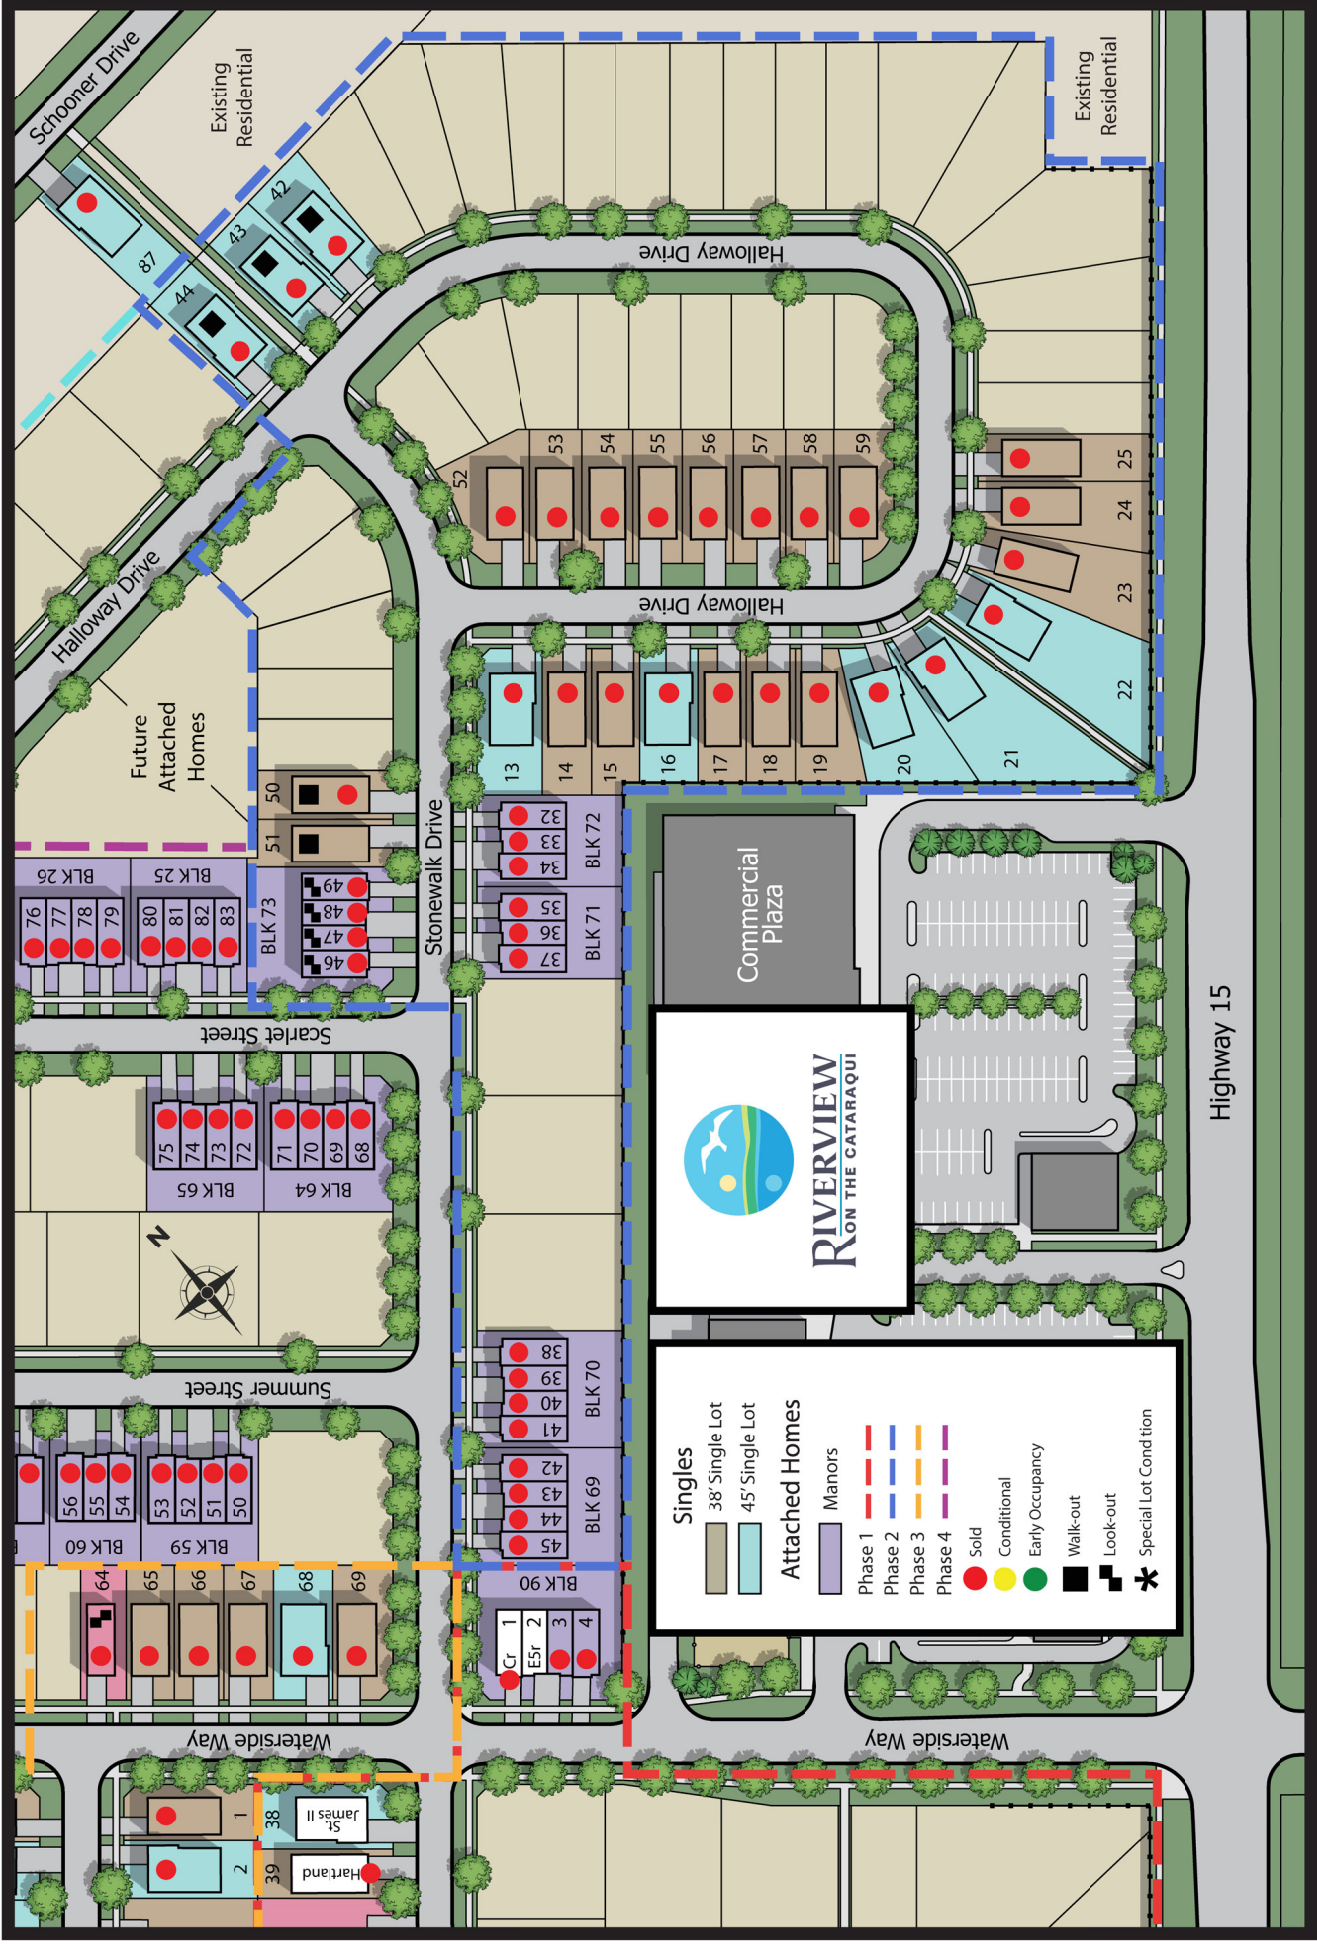 Schooner Drive
Existing
Residential
Existing
Residential
42
43
44
87
Halloway Drive
Halloway Drive
Halloway Drive
52
53
54
55
56
57
58
59
25
24
23
22
21
20
19
18
17
16
15
14
13
Future
Attached
Homes
50
51
Stonewalk Drive
BLK 26
BLK 25
76
77
78
79
80
81
82
83
BLK 73
49
48
47
46
32
33
34
BLK 72
35
36
37
BLK 71
Commercial
Plaza
Scarlet Street
75
74
73
72
71
70
69
68
BLK 65
BLK 64
N
RIVERVIEW
ON THE CATARAQUI
Highway 15
Summer Street
38
39
40
41
BLK 70
42
43
44
45
BLK 69
56
55
54
53
52
51
50
BLK 60
BLK 59
64
65
66
67
68
69
BLK 90
Cr 1
E5r 2
3
4
Singles
38' Single Lot
45' Single Lot
Attached Homes
Manors
Phase 1
Phase 2
Phase 3
Phase 4
Sold
Conditional
Early Occupancy
Walk-out
Look-out
Special Lot Condition
Waterside Way
Waterside Way
1
2
38
39
St.
James II
Hartland